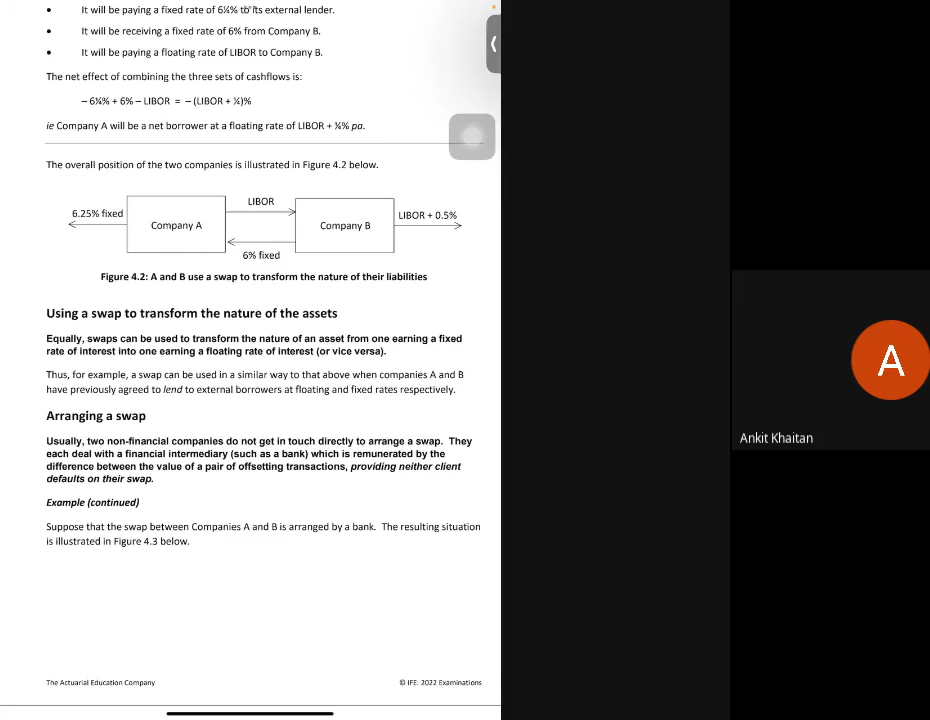 • It will be paying a fixed rate of 6¼% to its external lender.
• It will be receiving a fixed rate of 6% from Company B.
• It will be paying a floating rate of LIBOR to Company B.
The net effect of combining the three sets of cashflows is:
– 6¼% + 6% – LIBOR = – (LIBOR + ¼)%
ie Company A will be a net borrower at a floating rate of LIBOR + ¼% pa.
The overall position of the two companies is illustrated in Figure 4.2 below.
LIBOR
6.25% fixed
Company A
Company B
LIBOR + 0.5%
6% fixed
Figure 4.2: A and B use a swap to transform the nature of their liabilities
Using a swap to transform the nature of the assets
Equally, swaps can be used to transform the nature of an asset from one earning a fixed
rate of interest into one earning a floating rate of interest (or vice versa).
Thus, for example, a swap can be used in a similar way to that above when companies A and B
have previously agreed to lend to external borrowers at floating and fixed rates respectively.
Arranging a swap
Usually, two non-financial companies do not get in touch directly to arrange a swap. They
each deal with a financial intermediary (such as a bank) which is remunerated by the
difference between the value of a pair of offsetting transactions, providing neither client
defaults on their swap.
Example (continued)
Suppose that the swap between Companies A and B is arranged by a bank. The resulting situation
is illustrated in Figure 4.3 below.
The Actuarial Education Company
© IFE: 2022 Examinations
A
Ankit Khaitan